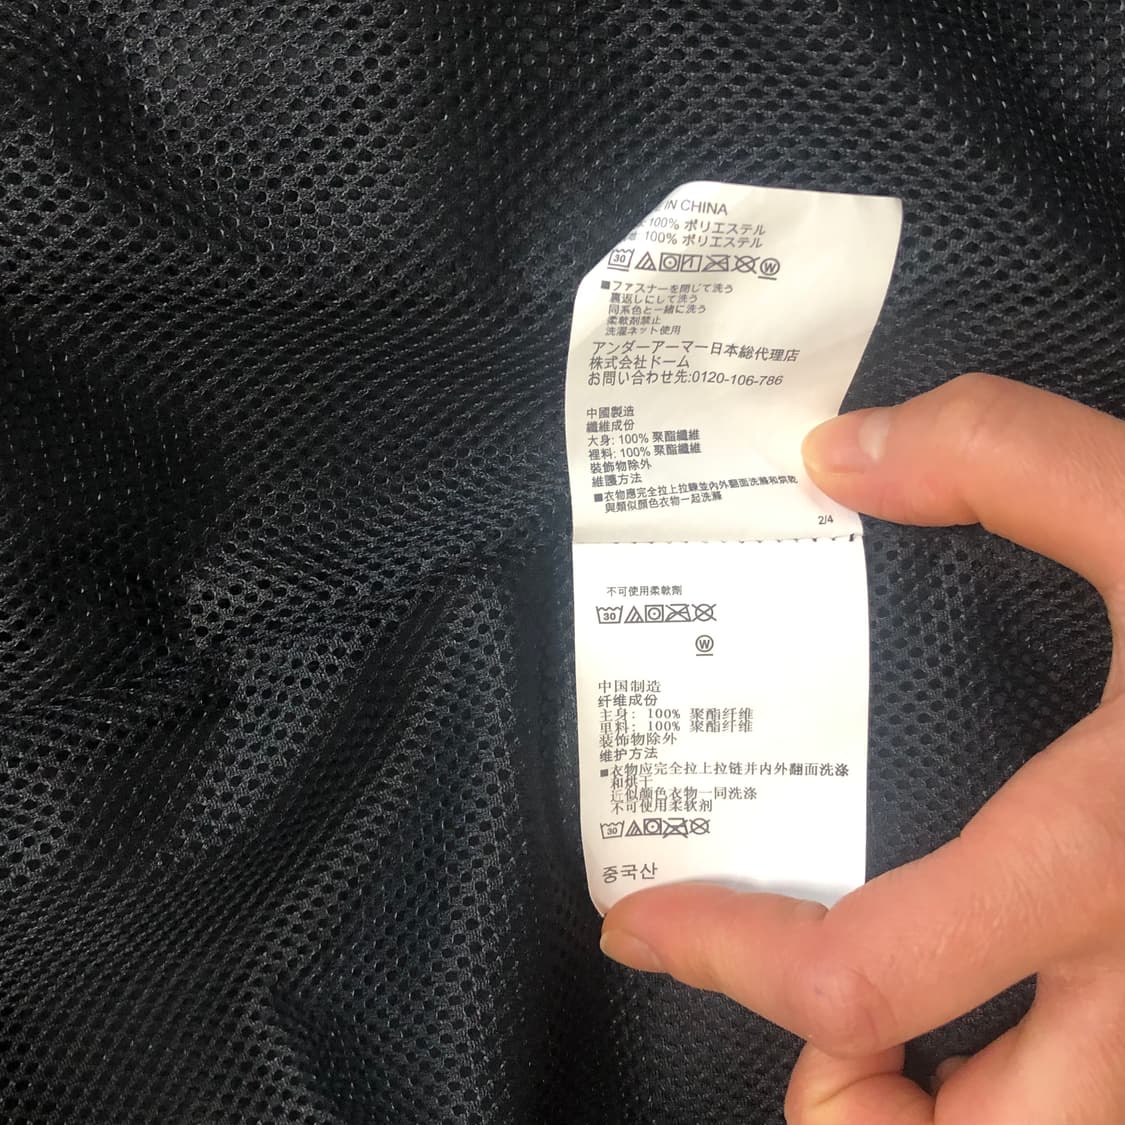 IN CHINA
100% ポリエステル
100% ポリエステル
30 W
■ファスナーを閉じて洗う
裏返しにして洗う
同系色と一緒に洗う
柔軟剤禁止
洗濯ネット使用
アンダーアーマー日本総代理店
株式会社ドーム
お問い合わせ先:0120-106-786
中國製造
纖維成份
大身: 100% 聚酯纖維
裡料: 100% 聚酯纖維
裝飾物除外
維護方法
■衣物應完全拉上拉鍊並內外翻面洗滌和烘乾
與類似顏色衣物一起洗滌
2/4
不可使用柔軟劑
30
W
中国制造
纤维成份
主身: 100% 聚酯纤维
里料: 100% 聚酯纤维
装饰物除外
维护方法
■衣物应完全拉上拉链并内外翻面洗涤
和烘干
近似颜色衣物一同洗涤
不可使用柔软剂
30
중국산